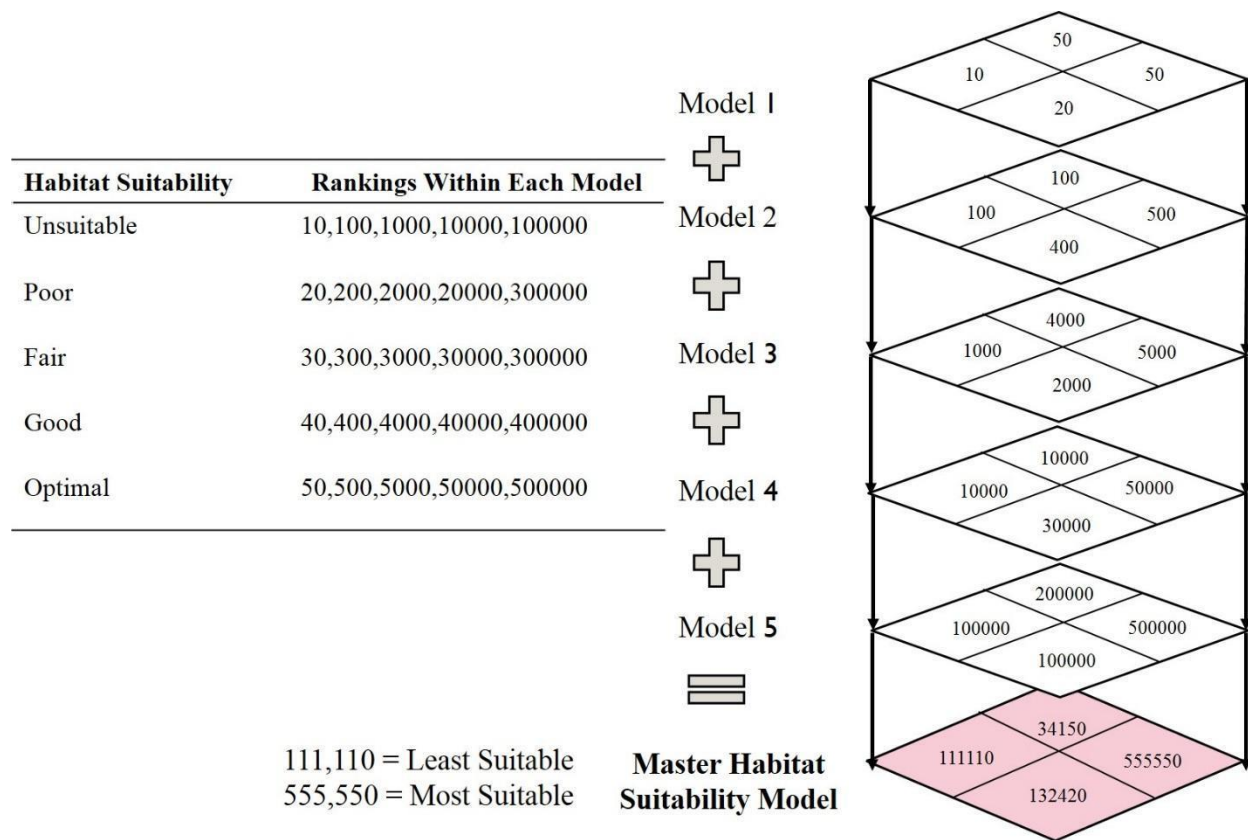 Habitat Suitability Rankings Within Each Model
Unsuitable 10,100,1000,10000,100000
Poor 20,200,2000,20000,300000
Fair 30,300,3000,30000,300000
Good 40,400,4000,40000,400000
Optimal 50,500,5000,50000,500000
111,110 = Least Suitable
555,550 = Most Suitable
Model 1
Model 2
Model 3
Model 4
Model 5
Master Habitat
Suitability Model
50
10 50
20
100
100 500
400
4000
1000 5000
2000
10000
10000 50000
30000
200000
100000 500000
100000
34150
111110 555550
132420